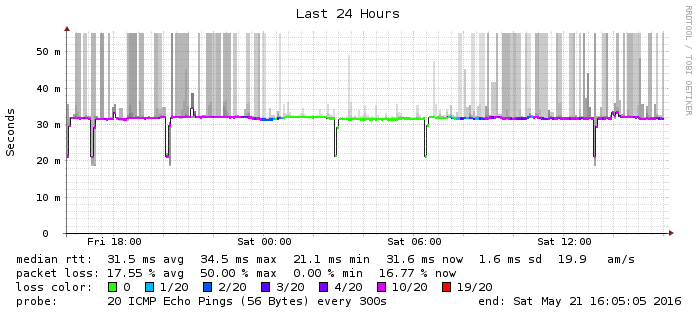 Last 24 Hours
RRDTOOL / TOBI OETIKER
Seconds
50 m
40 m
30 m
20 m
10 m
0
Fri 18:00 Sat 00:00 Sat 06:00 Sat 12:00
median rtt: 31.5 ms avg 34.5 ms max 21.1 ms min 31.6 ms now 1.6 ms sd 19.9 am/s
packet loss: 17.55 % avg 50.00 % max 0.00 % min 16.77 % now
loss color: 0 1/20 2/20 3/20 4/20 10/20 19/20
probe: 20 ICMP Echo Pings (56 Bytes) every 300s end: Sat May 21 16:05:05 2016